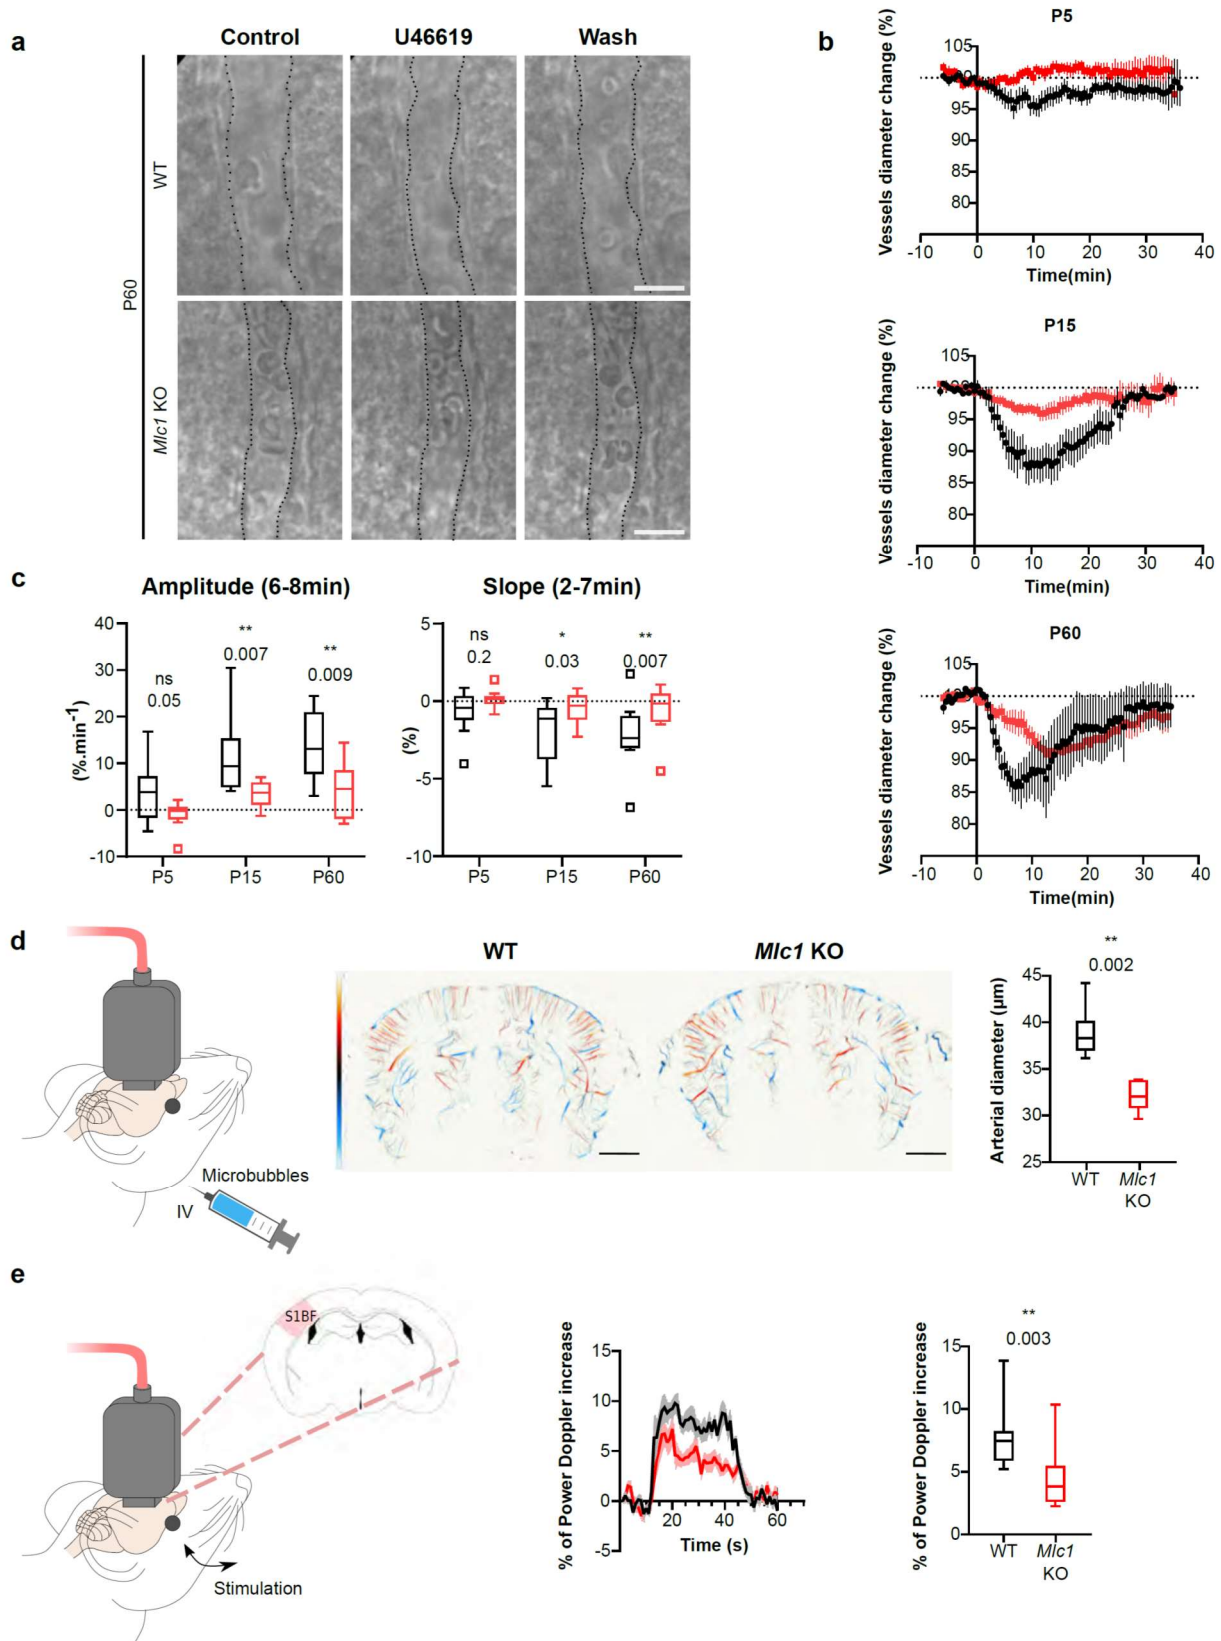 a
Control
U46619
Wash
WT
P60
Mlc1 KO
b
P5
Vessels diameter change (%)
105
95
90
85
80
-10 0 10 20 30 40
Time(min)
P15
Vessels diameter change (%)
105
95
90
85
80
-10 0 10 20 30 40
Time(min)
P60
Vessels diameter change (%)
105
95
90
85
80
-10 0 10 20 30 40
Time(min)
c
Amplitude (6-8min)
(%.min⁻¹)
40
30
20
10
0
-10
ns
0.05
**
0.007
**
0.009
P5 P15 P60
Slope (2-7min)
(%)
5
0
-5
-10
ns
0.2
*
0.03
**
0.007
P5 P15 P60
d
Microbubbles
IV
WT
Mlc1 KO
**
0.002
Arterial diameter (µm)
45
40
35
30
25
WT Mlc1
KO
e
S1BF
Stimulation
% of Power Doppler increase
15
10
5
0
-5
20 40 60
Time (s)
**
0.003
% of Power Doppler increase
15
10
5
0
WT Mlc1
KO